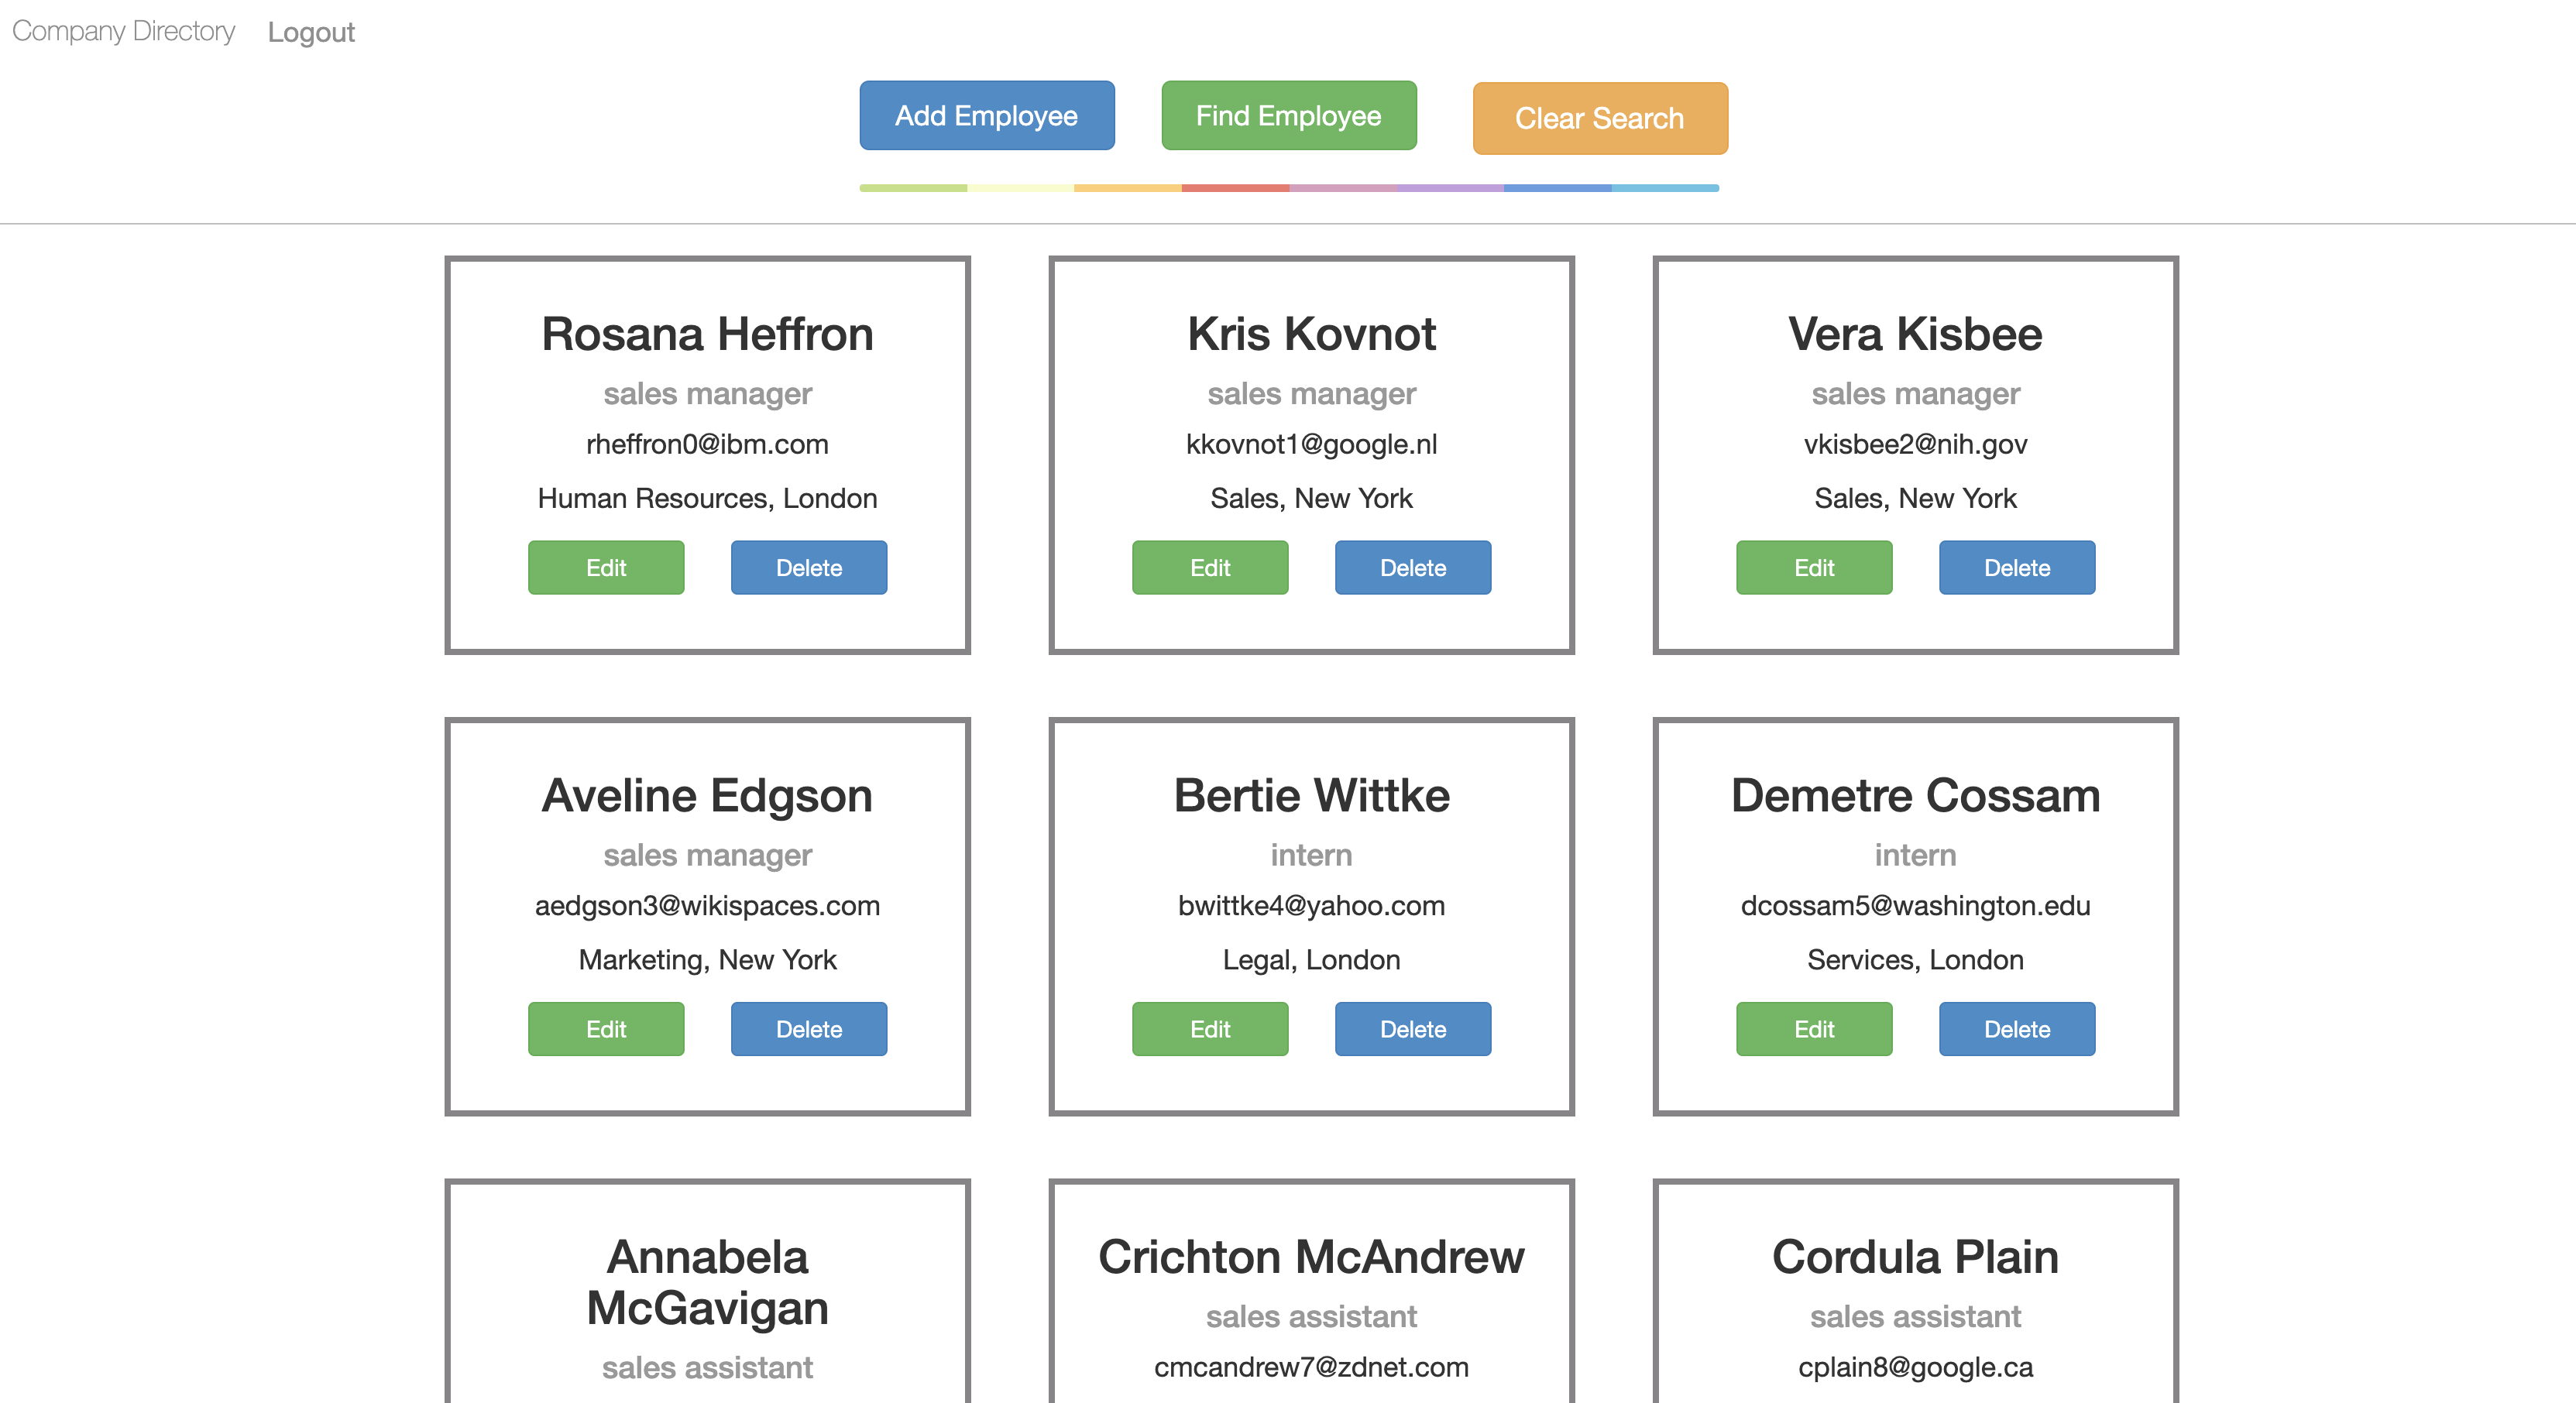 Company Directory Logout
Add Employee Find Employee Clear Search
Rosana Heffron
sales manager
rheffron0@ibm.com
Human Resources, London
Edit Delete
Kris Kovnot
sales manager
kkovnot1@google.nl
Sales, New York
Edit Delete
Vera Kisbee
sales manager
vkisbee2@nih.gov
Sales, New York
Edit Delete
Aveline Edgson
sales manager
aedgson3@wikispaces.com
Marketing, New York
Edit Delete
Bertie Wittke
intern
bwittke4@yahoo.com
Legal, London
Edit Delete
Demetre Cossam
intern
dcossam5@washington.edu
Services, London
Edit Delete
Annabela
McGavigan
sales assistant
Crichton McAndrew
sales assistant
cmcandrew7@zdnet.com
Cordula Plain
sales assistant
cplain8@google.ca